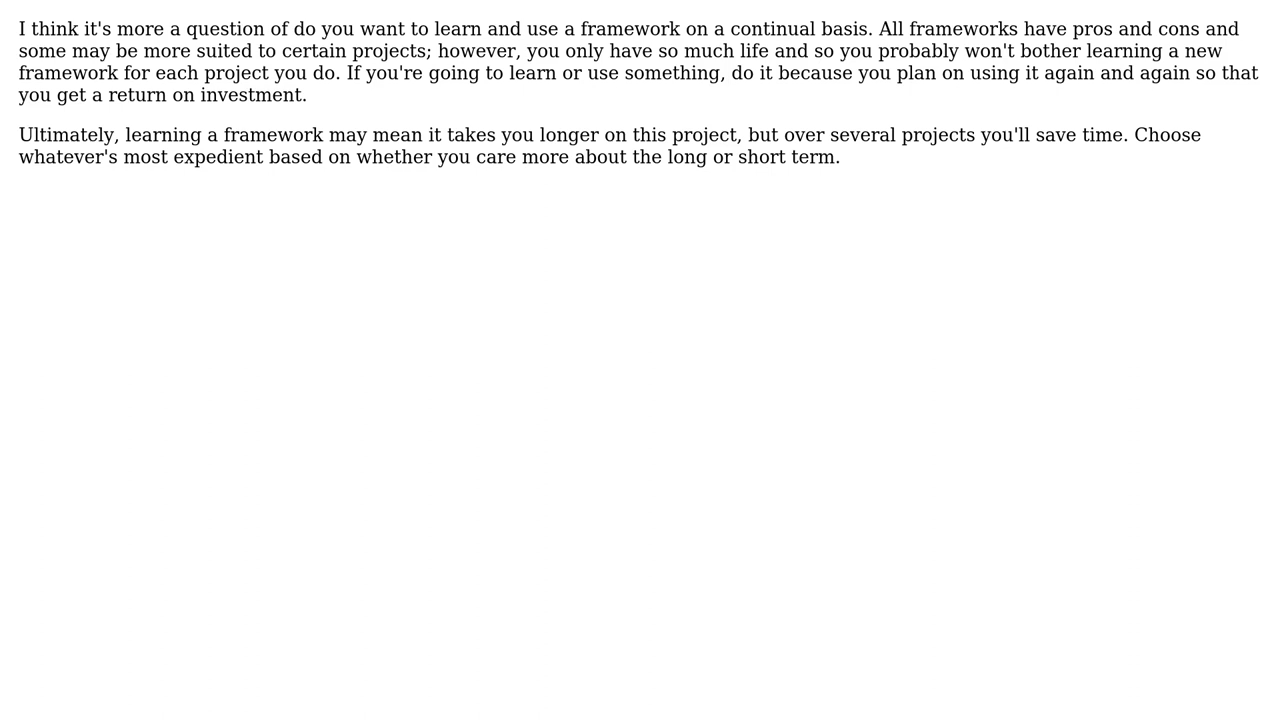 I think it's more a question of do you want to learn and use a framework on a continual basis. All frameworks have pros and cons and
some may be more suited to certain projects; however, you only have so much life and so you probably won't bother learning a new
framework for each project you do. If you're going to learn or use something, do it because you plan on using it again and again so that
you get a return on investment.
Ultimately, learning a framework may mean it takes you longer on this project, but over several projects you'll save time. Choose
whatever's most expedient based on whether you care more about the long or short term.